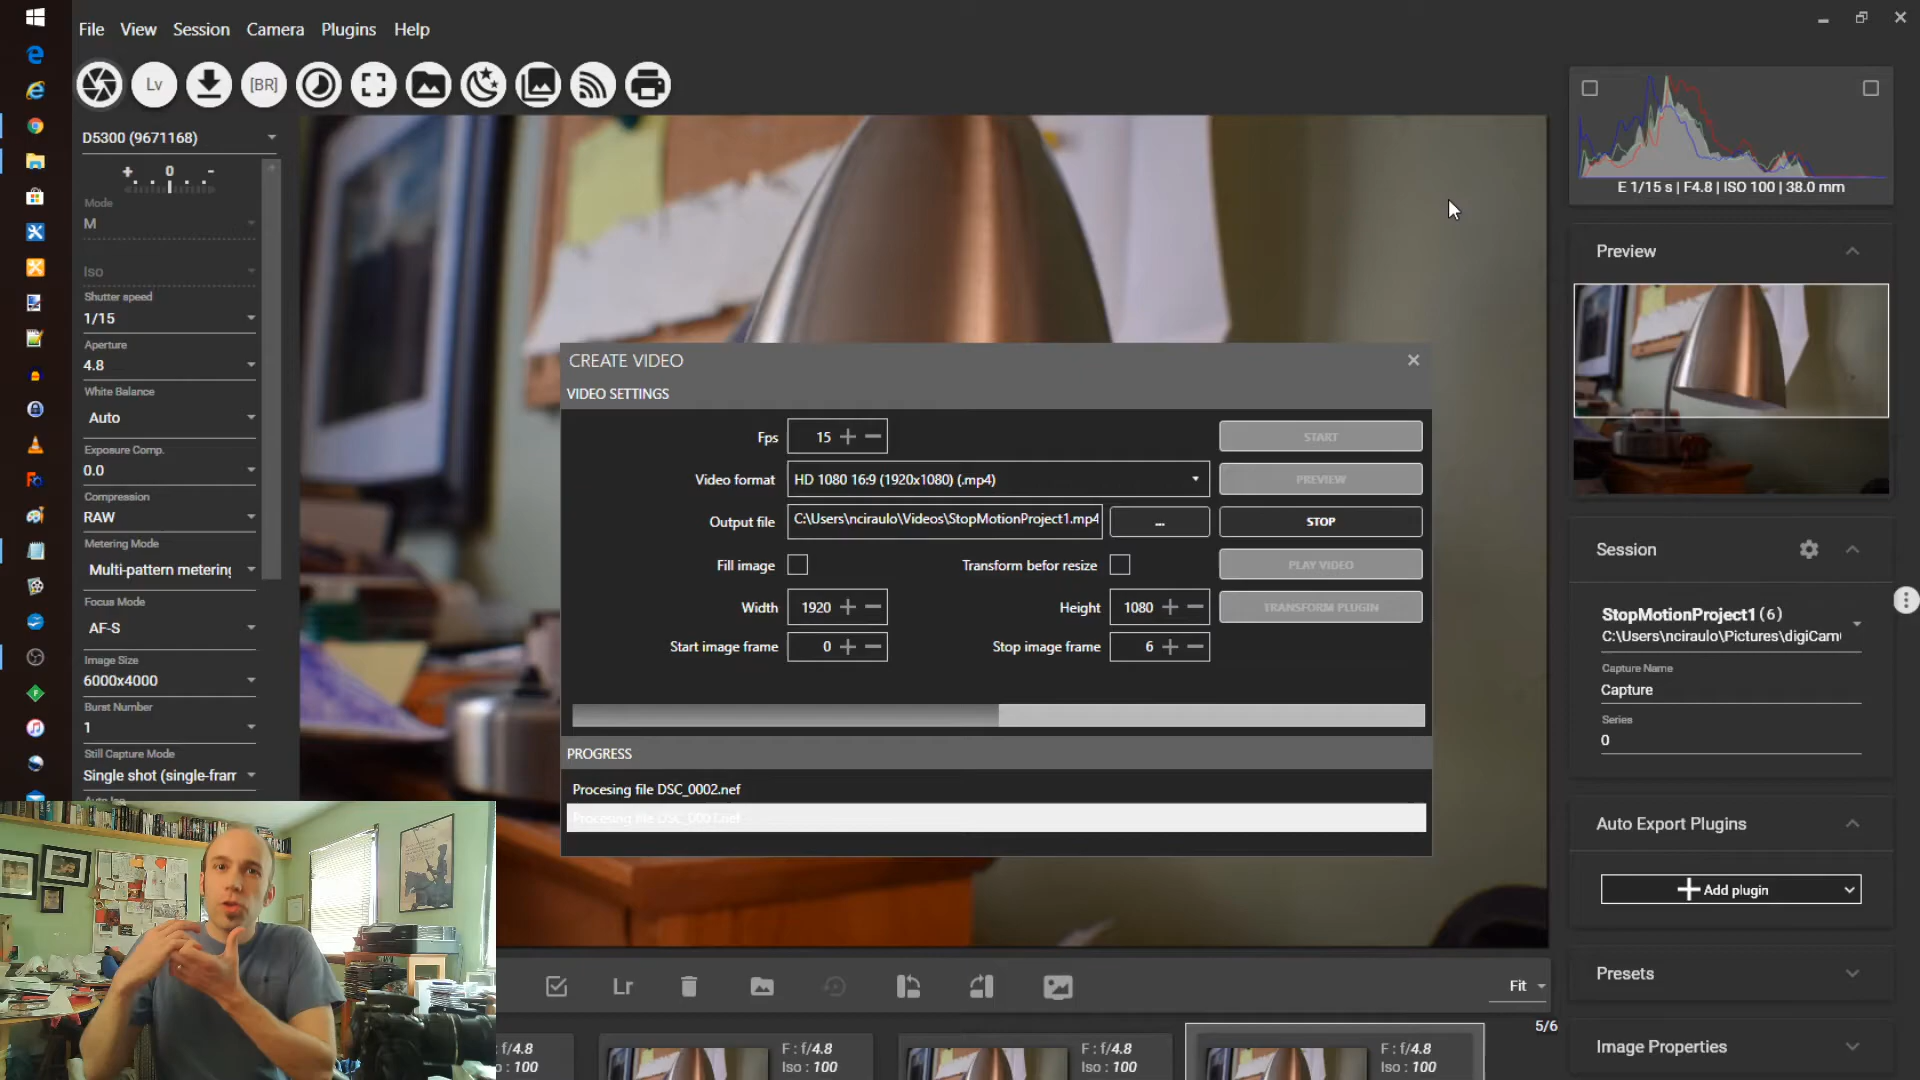 File View Session Camera Plugins Help
Lv [BR]
D5300 (9671168)
+ 0 -
Mode
M
Iso
Shutter speed
1/15
Aperture
4.8
White Balance
Auto
Exposure Comp.
0.0
Compression
RAW
Metering Mode
Multi-pattern metering
Focus Mode
AF-S
Image Size
6000x4000
Burst Number
1
Still Capture Mode
Single shot (single-fram
CREATE VIDEO
VIDEO SETTINGS
Fps 15 START
Video format HD 1080 16:9 (1920x1080) (.mp4) PREVIEW
Output file C:\Users\nciraulo\Videos\StopMotionProject1.mp4 ... STOP
Fill image Transform befor resize PLAY VIDEO
Width 1920 Height 1080 TRANSFORM PLUGIN
Start image frame 0 Stop image frame 6
PROGRESS
Procesing file DSC_0002.nef
E 1/15 s | F4.8 | ISO 100 | 38.0 mm
Preview
Session
StopMotionProject1 (6)
C:\Users\nciraulo\Pictures\digiCam
Capture Name
Capture
Series
0
Auto Export Plugins
Add plugin
Presets
Image Properties
Lr Fit
5/6
: f/4.8
: 100
F : f/4.8
Iso : 100
F : f/4.8
Iso : 100
F : f/4.8
Iso : 100